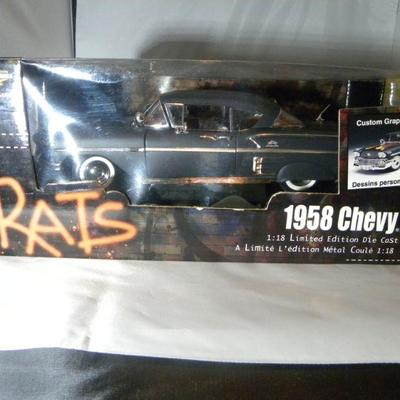 Custom Grap
Dessins person
RATS
1958 Chevy
1:18 Limited Edition Die Cast
A Limité L'édition Métal Coulé 1:18